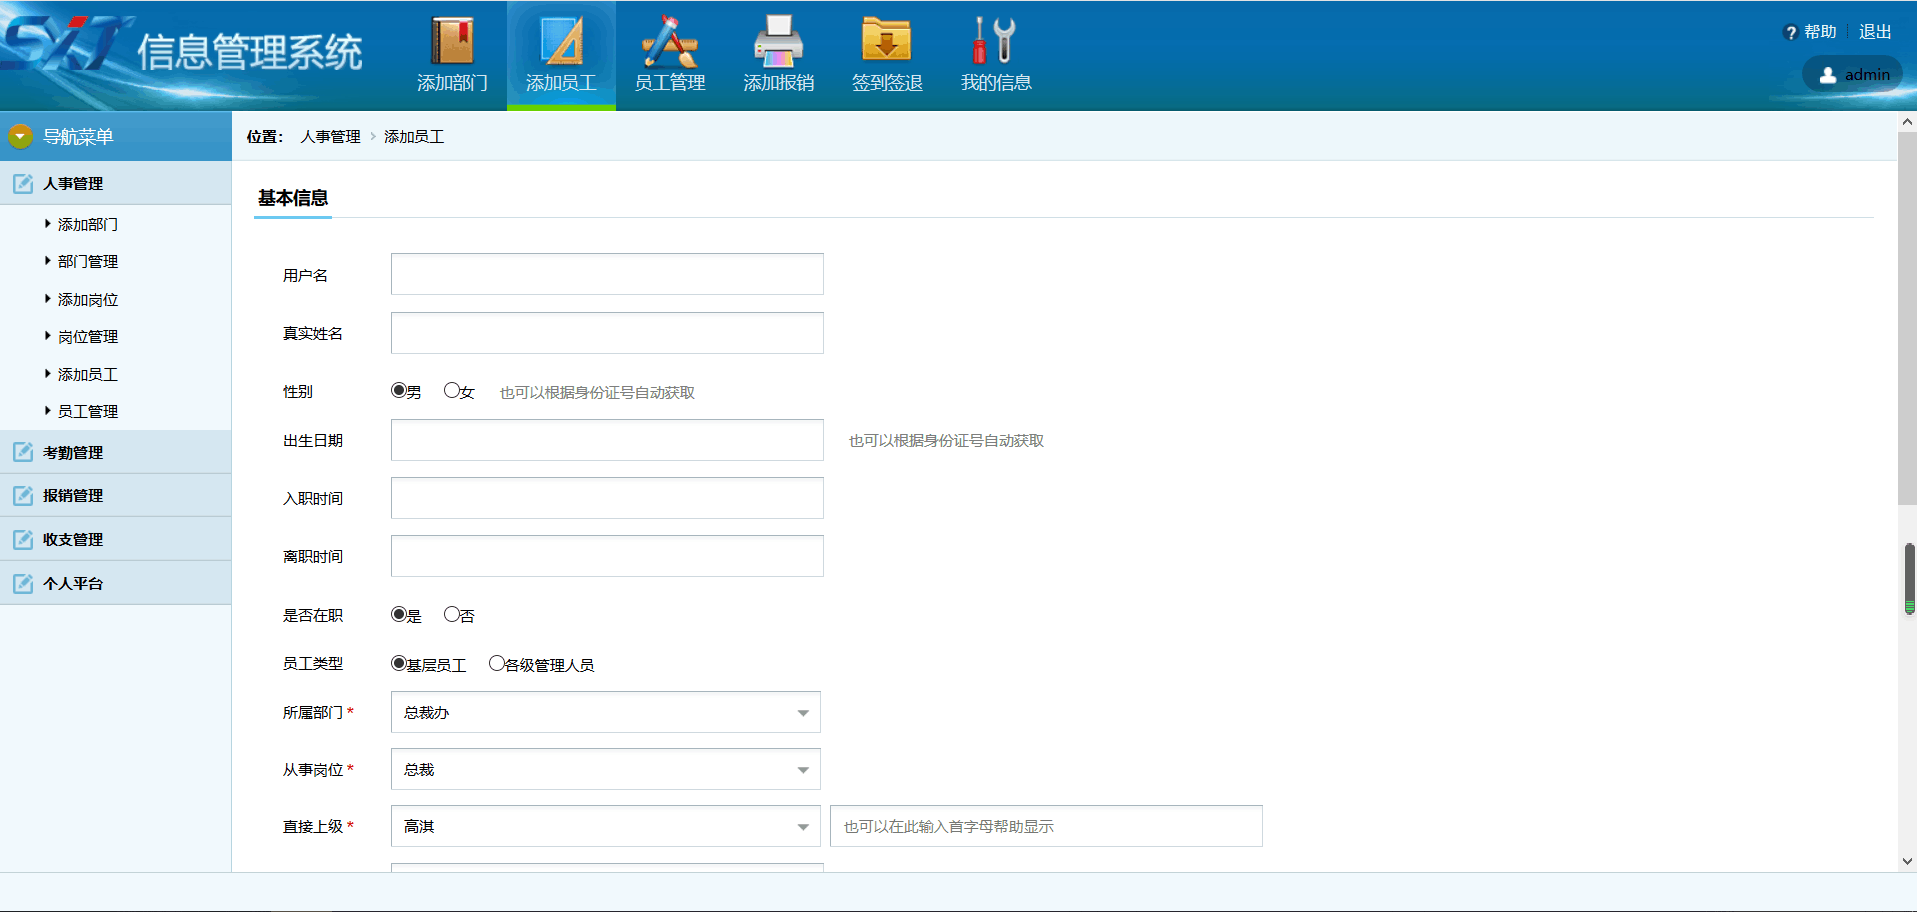 SXT 信息管理系统
添加部门
添加员工
员工管理
添加报销
签到签退
我的信息
? 帮助
退出
admin
导航菜单
人事管理
添加部门
部门管理
添加岗位
岗位管理
添加员工
员工管理
考勤管理
报销管理
收支管理
个人平台
位置： 人事管理 › 添加员工
基本信息
用户名
真实姓名
性别 男 女 也可以根据身份证号自动获取
出生日期 也可以根据身份证号自动获取
入职时间
离职时间
是否在职 是 否
员工类型 基层员工 各级管理人员
所属部门* 总裁办
从事岗位* 总裁
直接上级* 高淇 也可以在此输入首字母帮助显示